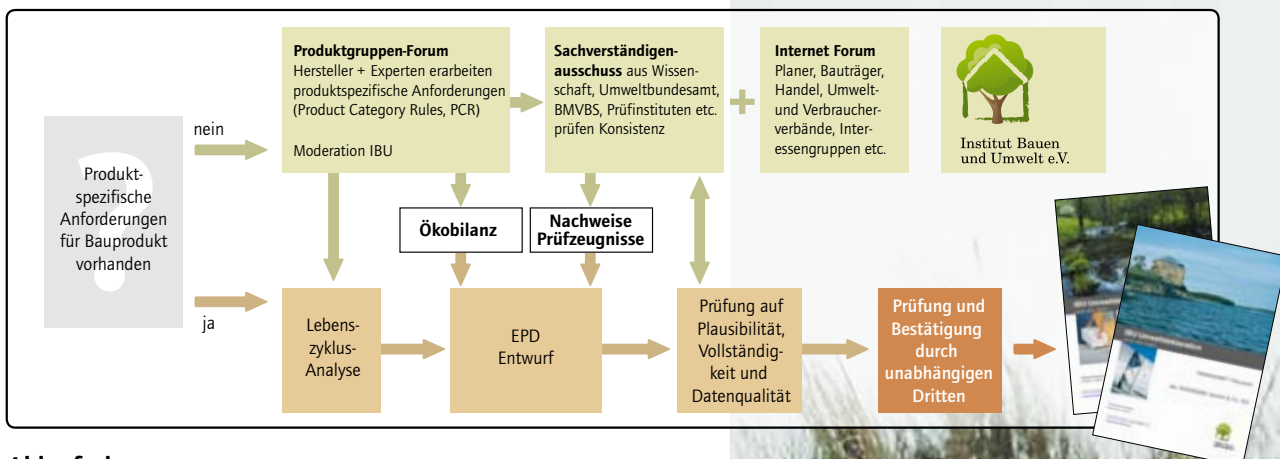 Produktgruppen-Forum
Hersteller + Experten erarbeiten
produktspezifische Anforderungen
(Product Category Rules, PCR)
Moderation IBU
Sachverständigen-
ausschuss aus Wissen-
schaft, Umweltbundesamt,
BMVBS, Prüfinstituten etc.
prüfen Konsistenz
+
Internet Forum
Planer, Bauträger,
Handel, Umwelt-
und Verbraucher-
verbände, Inter-
essengruppen etc.
Institut Bauen
und Umwelt e.V.
nein
?
Produkt-
spezifische
Anforderungen
für Bauprodukt
vorhanden
ja
Ökobilanz
Nachweise
Prüfzeugnisse
Lebens-
zyklus-
Analyse
EPD
Entwurf
Prüfung auf
Plausibilität,
Vollständig-
keit und
Datenqualität
Prüfung und
Bestätigung
durch
unabhängigen
Dritten